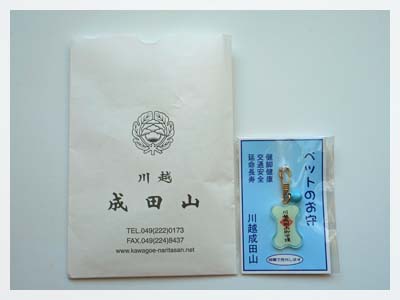 川越
成田山
TEL.049(222)0173
FAX.049(224)8437
www.kawagoe-naritasan.net
ペットのお守
健脚健康
交通安全
延命長寿
川越成田山